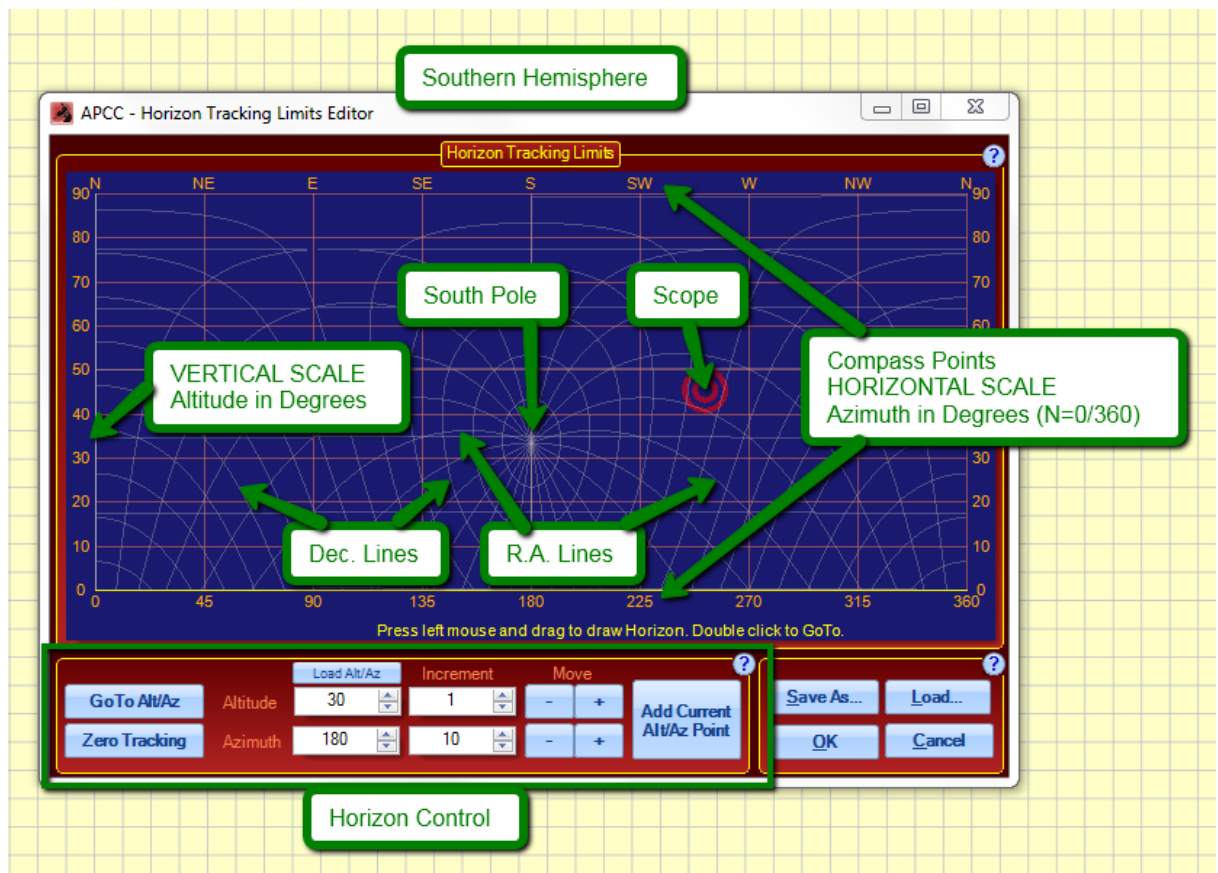 Southern Hemisphere
APCC - Horizon Tracking Limits Editor
Horizon Tracking Limits
?
N NE E SE S SW W NW N
90 90
80 80
70 70
South Pole
Scope
60 60
Compass Points
HORIZONTAL SCALE
Azimuth in Degrees (N=0/360)
50
VERTICAL SCALE
Altitude in Degrees
40
30 30
20 20
Dec. Lines
R.A. Lines
10 10
0 0
0 45 90 135 180 225 270 315 360
Press left mouse and drag to draw Horizon. Double click to GoTo.
Load Alt/Az Increment Move ? ?
GoTo Alt/Az Altitude 30 1 - +
Zero Tracking Azimuth 180 10 - +
Add Current
Alt/Az Point
Save As... Load...
OK Cancel
Horizon Control